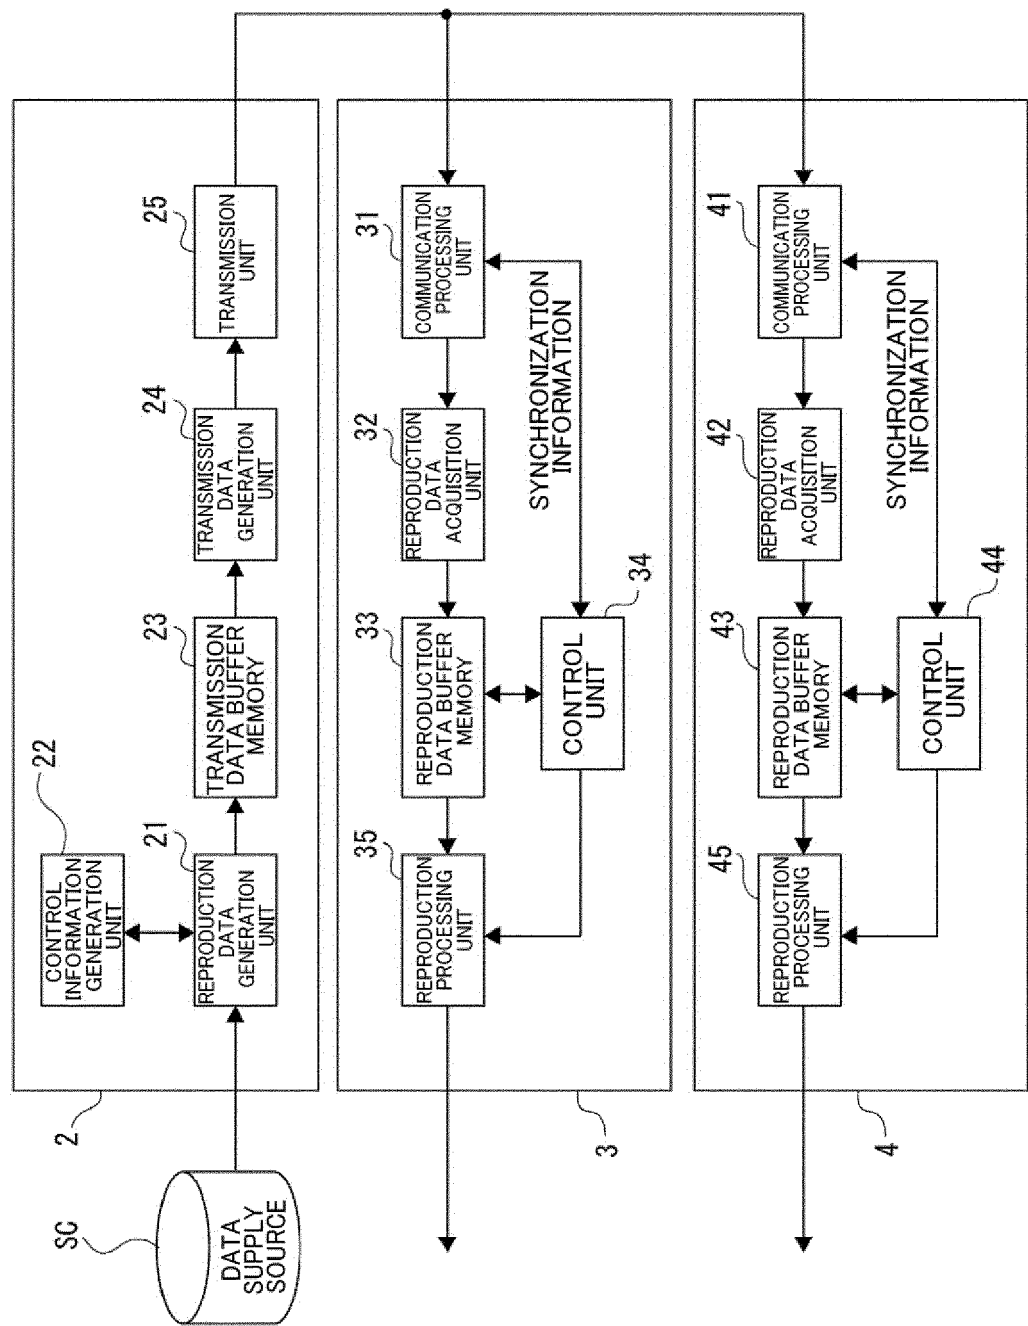 SC
DATA
SUPPLY
SOURCE
2
22
CONTROL
INFORMATION
GENERATION
UNIT
21
REPRODUCTION
DATA
GENERATION
UNIT
23
TRANSMISSION
DATA BUFFER
MEMORY
24
TRANSMISSION
DATA
GENERATION
UNIT
25
TRANSMISSION
UNIT
3
35
REPRODUCTION
PROCESSING
UNIT
33
REPRODUCTION
DATA BUFFER
MEMORY
32
REPRODUCTION
DATA
ACQUISITION
UNIT
31
COMMUNICATION
PROCESSING
UNIT
34
CONTROL
UNIT
SYNCHRONIZATION
INFORMATION
4
45
REPRODUCTION
PROCESSING
UNIT
43
REPRODUCTION
DATA BUFFER
MEMORY
42
REPRODUCTION
DATA
ACQUISITION
UNIT
41
COMMUNICATION
PROCESSING
UNIT
44
CONTROL
UNIT
SYNCHRONIZATION
INFORMATION